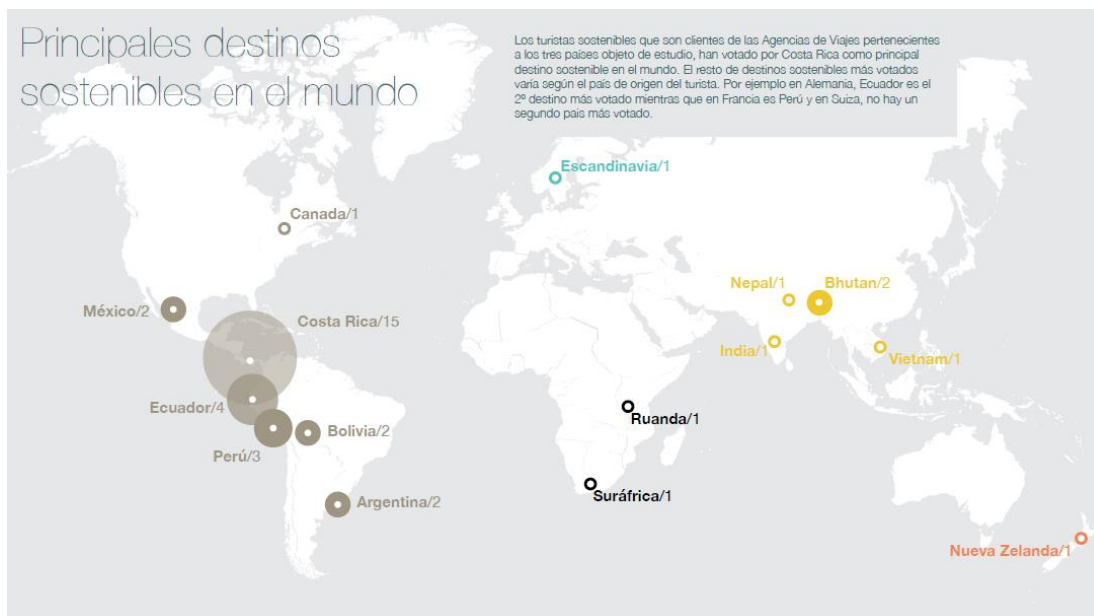 Principales destinos
sostenibles en el mundo
Los turistas sostenibles que son clientes de las Agencias de Viajes pertenecientes
a los tres países objeto de estudio, han votado por Costa Rica como principal
destino sostenible en el mundo. El resto de destinos sostenibles más votados
varía según el país de origen del turista. Por ejemplo en Alemania, Ecuador es el
2º destino más votado mientras que en Francia es Perú y en Suiza, no hay un
segundo pais más votado.
Escandinavia/1
Canada/1
Nepal/1
Bhutan/2
México/2
Costa Rica/15
India/1
Vietnam/1
Ecuador/4
Ruanda/1
Bolivia/2
Perú/3
Suráfrica/1
Argentina/2
Nueva Zelanda/1